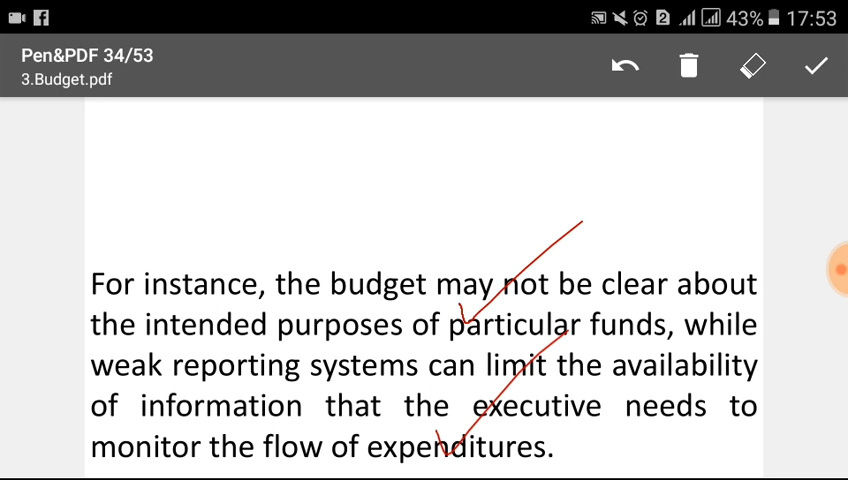 43% 17:53
Pen&PDF 34/53
3.Budget.pdf
For instance, the budget may not be clear about
the intended purposes of particular funds, while
weak reporting systems can limit the availability
of information that the executive needs to
monitor the flow of expenditures.